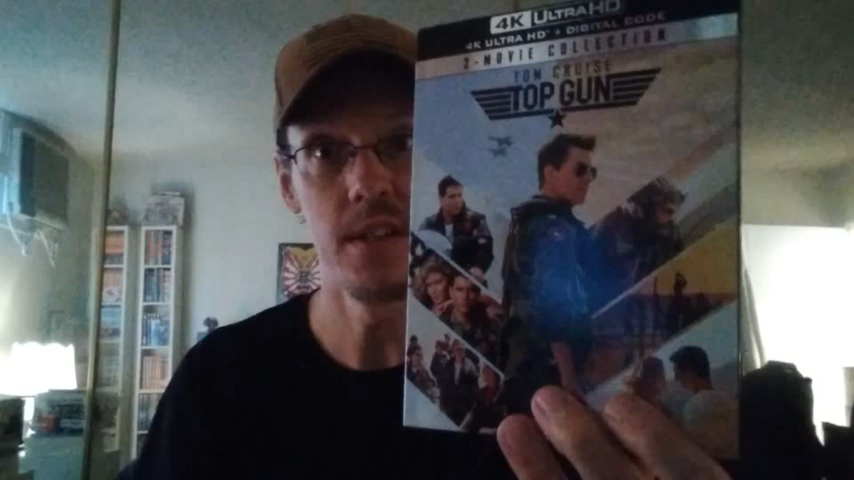 4K ULTRA HD
4K ULTRA HD + DIGITAL CODE
2-MOVIE COLLECTION
TOM CRUISE
TOP GUN